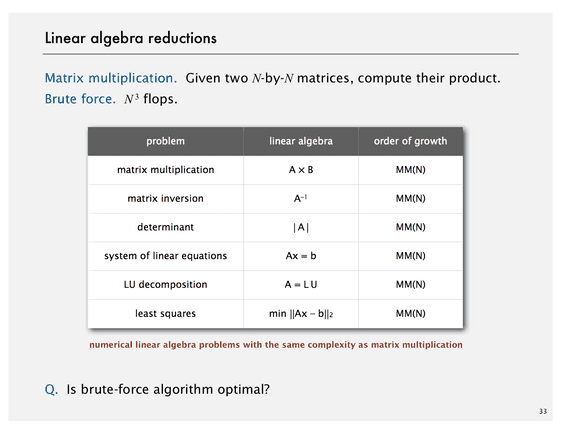 Linear algebra reductions
Matrix multiplication. Given two N-by-N matrices, compute their product.
Brute force. N³ flops.
problem linear algebra order of growth
matrix multiplication A × B MM(N)
matrix inversion A⁻¹ MM(N)
determinant | A | MM(N)
system of linear equations Ax = b MM(N)
LU decomposition A = L U MM(N)
least squares min ||Ax – b||₂ MM(N)
numerical linear algebra problems with the same complexity as matrix multiplication
Q. Is brute-force algorithm optimal?
33